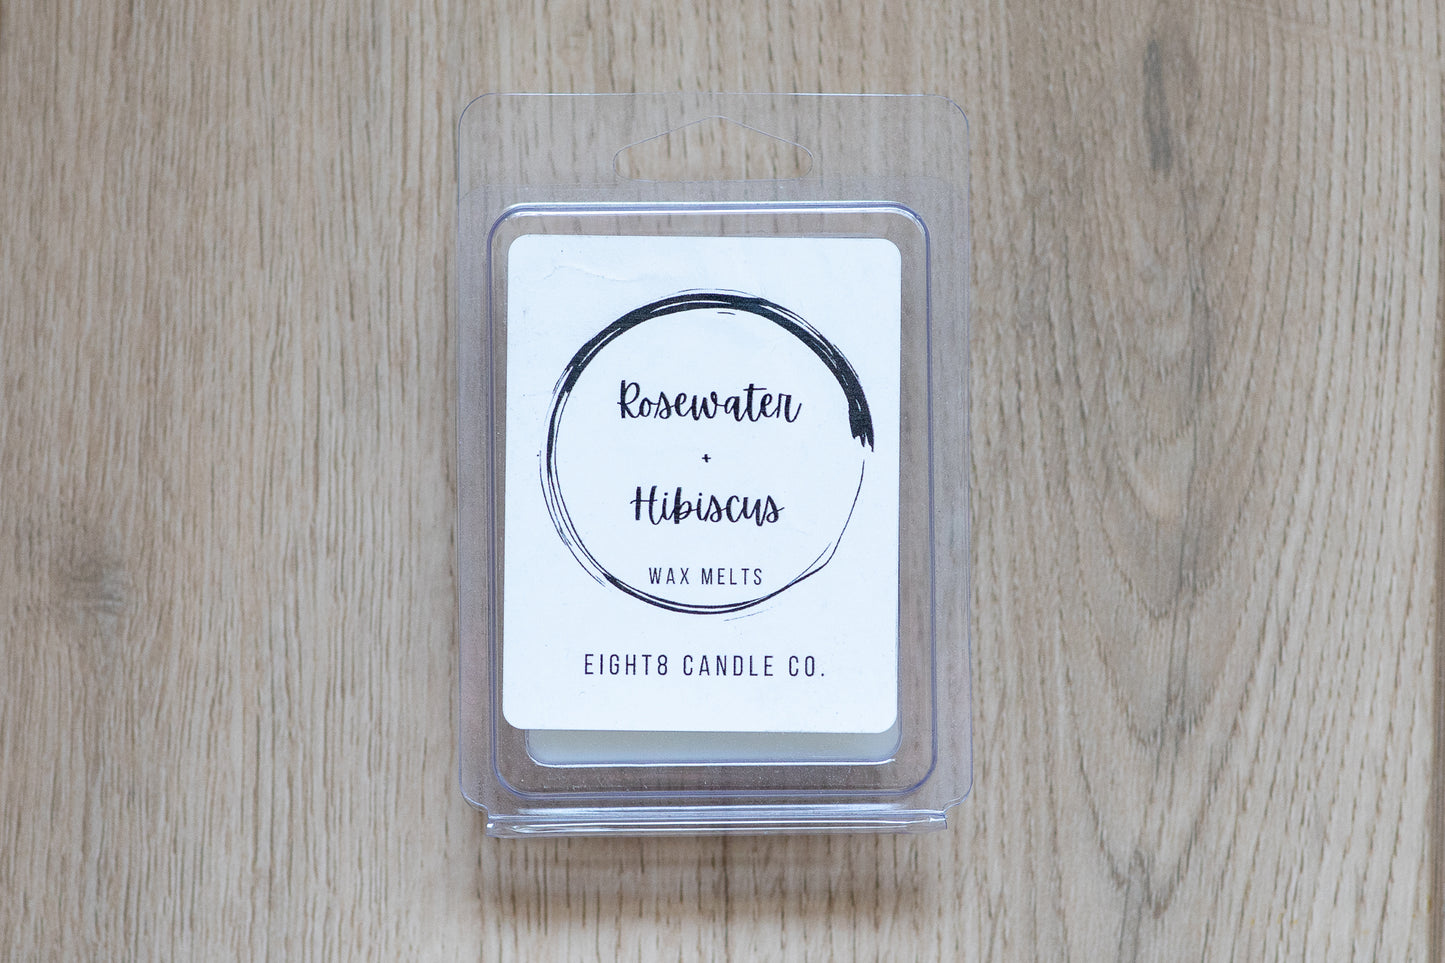 Rosewater
+
Hibiscus
WAX MELTS
EIGHT8 CANDLE CO.